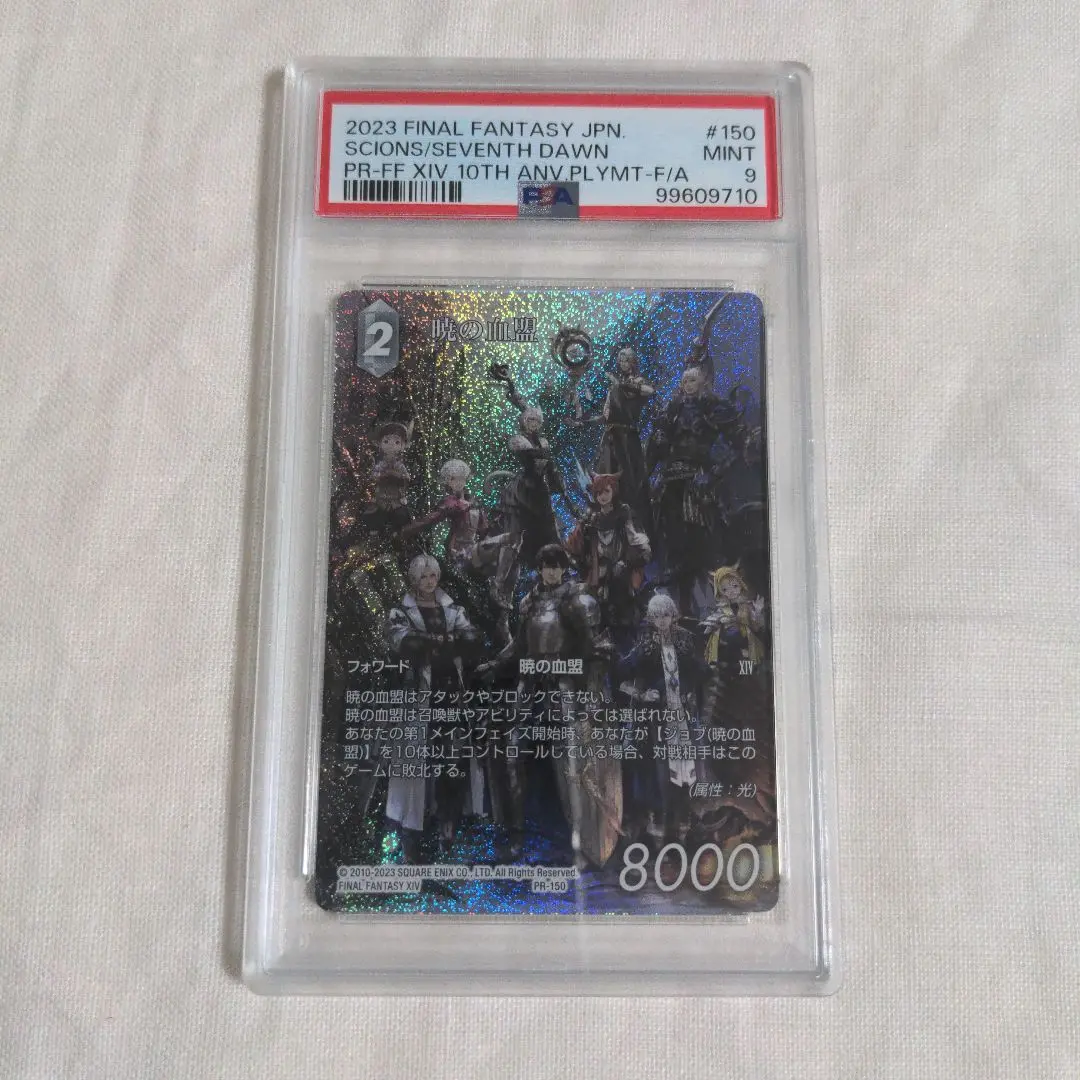 2023 FINAL FANTASY JPN. #150
SCIONS/SEVENTH DAWN MINT
PR-FF XIV 10TH ANV.PLYMT-F/A 9
PSA 99609710
2 暁の血盟
フォワード 暁の血盟 XIV
暁の血盟はアタックやブロックできない。
暁の血盟は召喚獣やアビリティによっては選ばれない。
あなたの第1メインフェイズ開始時、あなたが【ジョブ(暁の血
盟)】を10体以上コントロールしている場合、対戦相手はこの
ゲームに敗北する。
(属性：光)
8000
© 2010-2023 SQUARE ENIX CO., LTD. All Rights Reserved.
FINAL FANTASY XIV PR-150